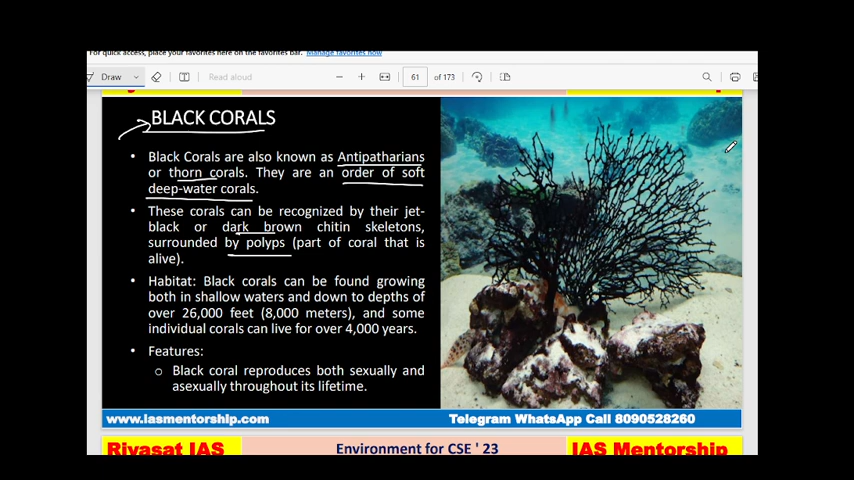 For quick access, place your favorites here on the favorites bar. Manage favorites now
Draw
Read aloud
61 of 173
BLACK CORALS
• Black Corals are also known as Antipatharians
or thorn corals. They are an order of soft
deep-water corals.
• These corals can be recognized by their jet-
black or dark brown chitin skeletons,
surrounded by polyps (part of coral that is
alive).
• Habitat: Black corals can be found growing
both in shallow waters and down to depths of
over 26,000 feet (8,000 meters), and some
individual corals can live for over 4,000 years.
• Features:
o Black coral reproduces both sexually and
asexually throughout its lifetime.
www.iasmentorship.com Telegram WhatsApp Call 8090528260
Riyasat IAS Environment for CSE ' 23 IAS Mentorship